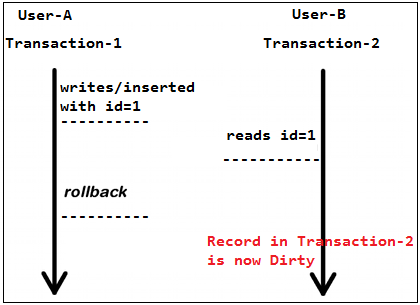 User-A
User-B
Transaction-1
Transaction-2
writes/inserted
with id=1
reads id=1
rollback
Record in Transaction-2
is now Dirty